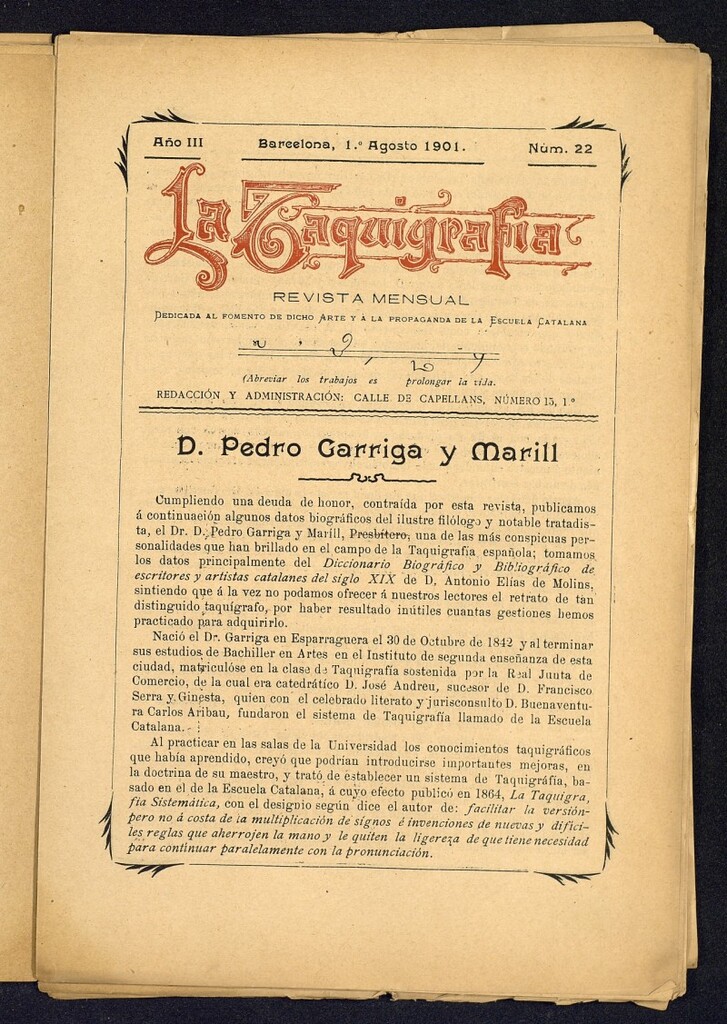 Año III
Barcelona, 1.º Agosto 1901.
Núm. 22
La Taquigrafía
REVISTA MENSUAL
DEDICADA AL FOMENTO DE DICHO ARTE Y Á LA PROPAGANDA DE LA ESCUELA CATALANA
(Abreviar los trabajos es prolongar la vida.
REDACCIÓN Y ADMINISTRACIÓN: CALLE DE CAPELLANS, NÚMERO 15, 1.º
D. Pedro Garriga y Marill
Cumpliendo una deuda de honor, contraída por esta revista, publicamos
á continuación algunos datos biográficos del ilustre filólogo y notable tratadis-
ta, el Dr. D. Pedro Garriga y Marill, Presbítero, una de las más conspicuas per-
sonalidades que han brillado en el campo de la Taquigrafía española; tomamos
los datos principalmente del Diccionario Biográfico y Bibliográfico de
escritores y artistas catalanes del siglo XIX de D. Antonio Elías de Molins,
sintiendo que á la vez no podamos ofrecer á nuestros lectores el retrato de tan
distinguido taquígrafo, por haber resultado inútiles cuantas gestiones hemos
practicado para adquirirlo.
Nació el Dr. Garriga en Esparraguera el 30 de Octubre de 1842 y al terminar
sus estudios de Bachiller en Artes en el Instituto de segunda enseñanza de esta
ciudad, matriculóse en la clase de Taquigrafía sostenida por la Real Junta de
Comercio, de la cual era catedrático D. José Andreu, sucesor de D. Francisco
Serra y Ginesta, quien con el celebrado literato y jurisconsulto D. Buenaventu-
ra Carlos Aribau, fundaron el sistema de Taquigrafía llamado de la Escuela
Catalana.
Al practicar en las salas de la Universidad los conocimientos taquigráficos
que había aprendido, creyó que podrían introducirse importantes mejoras, en
la doctrina de su maestro, y trató de establecer un sistema de Taquigráfía, ba-
sado en el de la Escuela Catalana, á cuyo efecto publicó en 1864, La Taquigra,
fía Sistemática, con el designio según dice el autor de: facilitar la versión-
pero no á costa de la multiplicación de signos é invenciones de nuevas y difíci-
les reglas que aherrojen la mano y le quiten la ligereza de que tiene necesidad
para continuar paralelamente con la pronunciación.